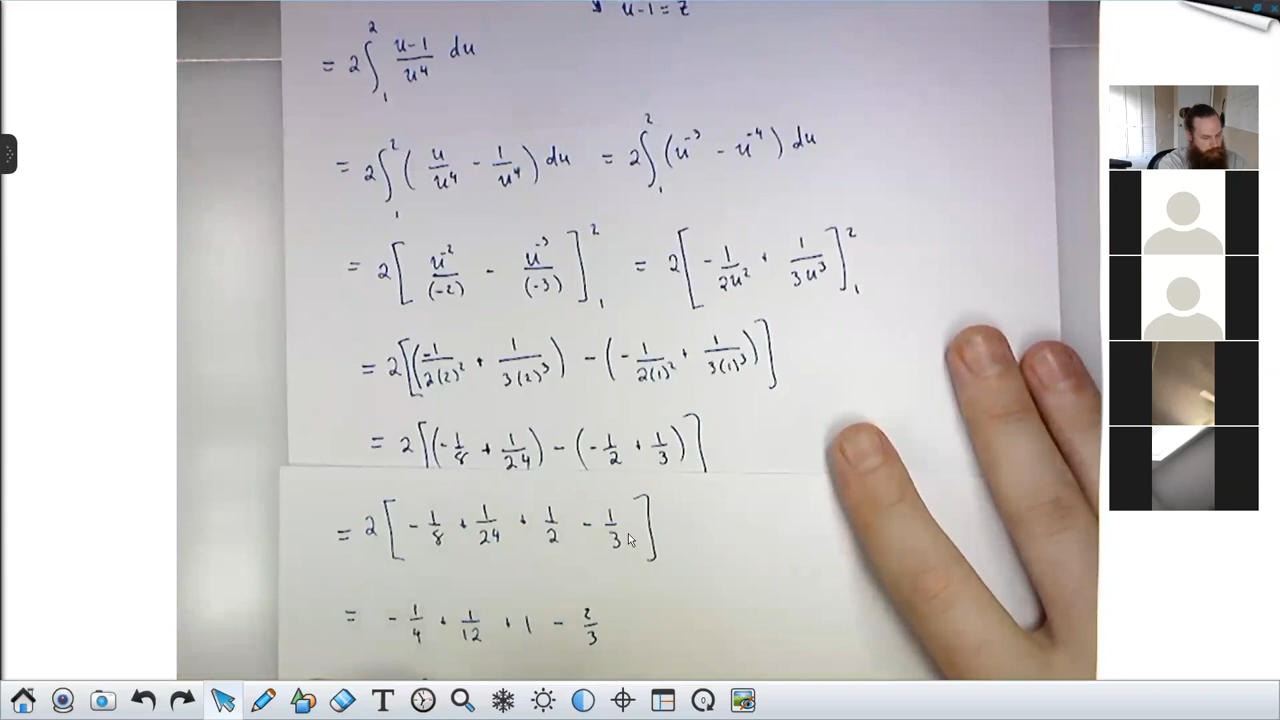 u-1 = z
= 2∫₁² (u-1)/u⁴ du
= 2∫₁² ( u/u⁴ - 1/u⁴ ) du = 2∫₁² (u⁻³ - u⁻⁴) du
= 2[ u⁻²/(-2) - u⁻³/(-3) ]₁² = 2[ -1/2u² + 1/3u³ ]₁²
= 2[ ( -1/2(2)² + 1/3(2)³ ) - ( -1/2(1)² + 1/3(1)³ ) ]
= 2[ ( -1/8 + 1/24 ) - ( -1/2 + 1/3 ) ]
= 2[ -1/8 + 1/24 + 1/2 - 1/3 ]
= -1/4 + 1/12 + 1 - 2/3
T